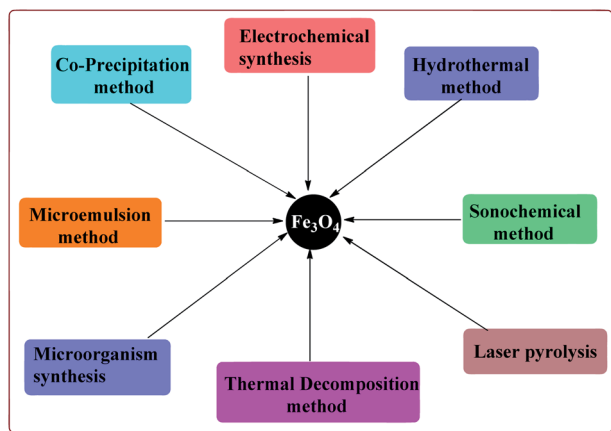 Electrochemical
synthesis
Co-Precipitation
method
Hydrothermal
method
Microemulsion
method
Fe₃O₄
Sonochemical
method
Microorganism
synthesis
Thermal Decomposition
method
Laser pyrolysis